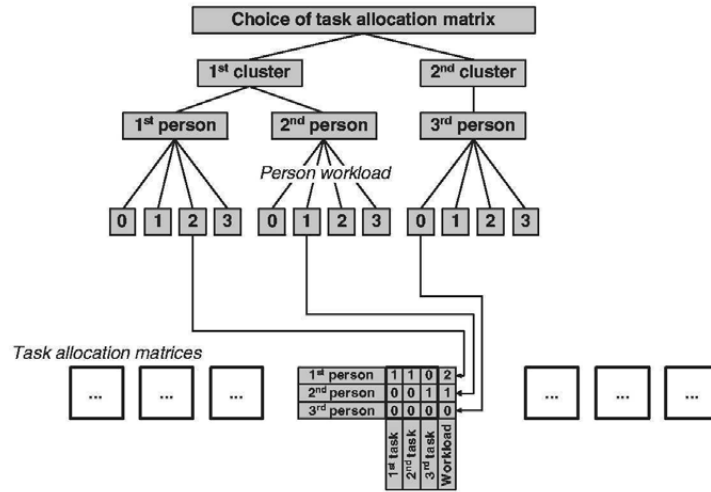 Choice of task allocation matrix
1st cluster
2nd cluster
1st person
2nd person
3rd person
Person workload
0 1 2 3 0 1 2 3 0 1 2 3
Task allocation matrices
... ... ...
1st person 1 1 0 2
2nd person 0 0 1 1
3rd person 0 0 0 0
... ... ...
1st task
2nd task
3rd task
Workload